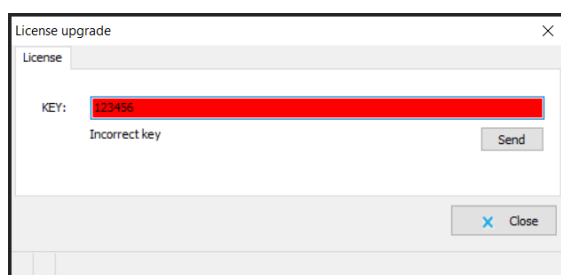 License upgrade
License
KEY: 123456
Incorrect key
Send
Close